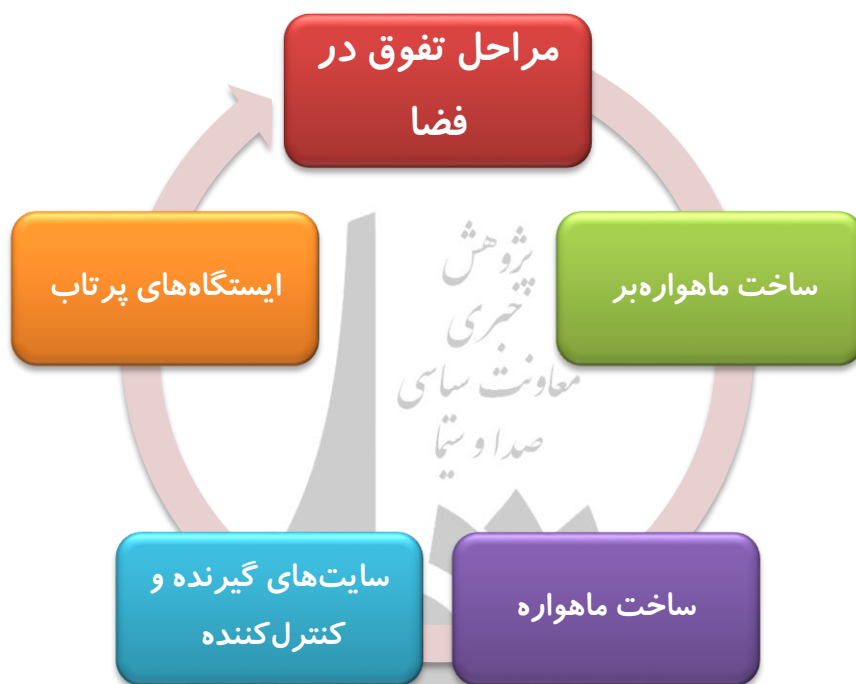 مراحل تفوق در
فضا
ساخت ماهواره‌بر
ساخت ماهواره
سایت‌های گیرنده و
کنترل‌کننده
ایستگاه‌های پرتاب
پژوهش
خبری
معاونت سیاسی
صدا و سیما